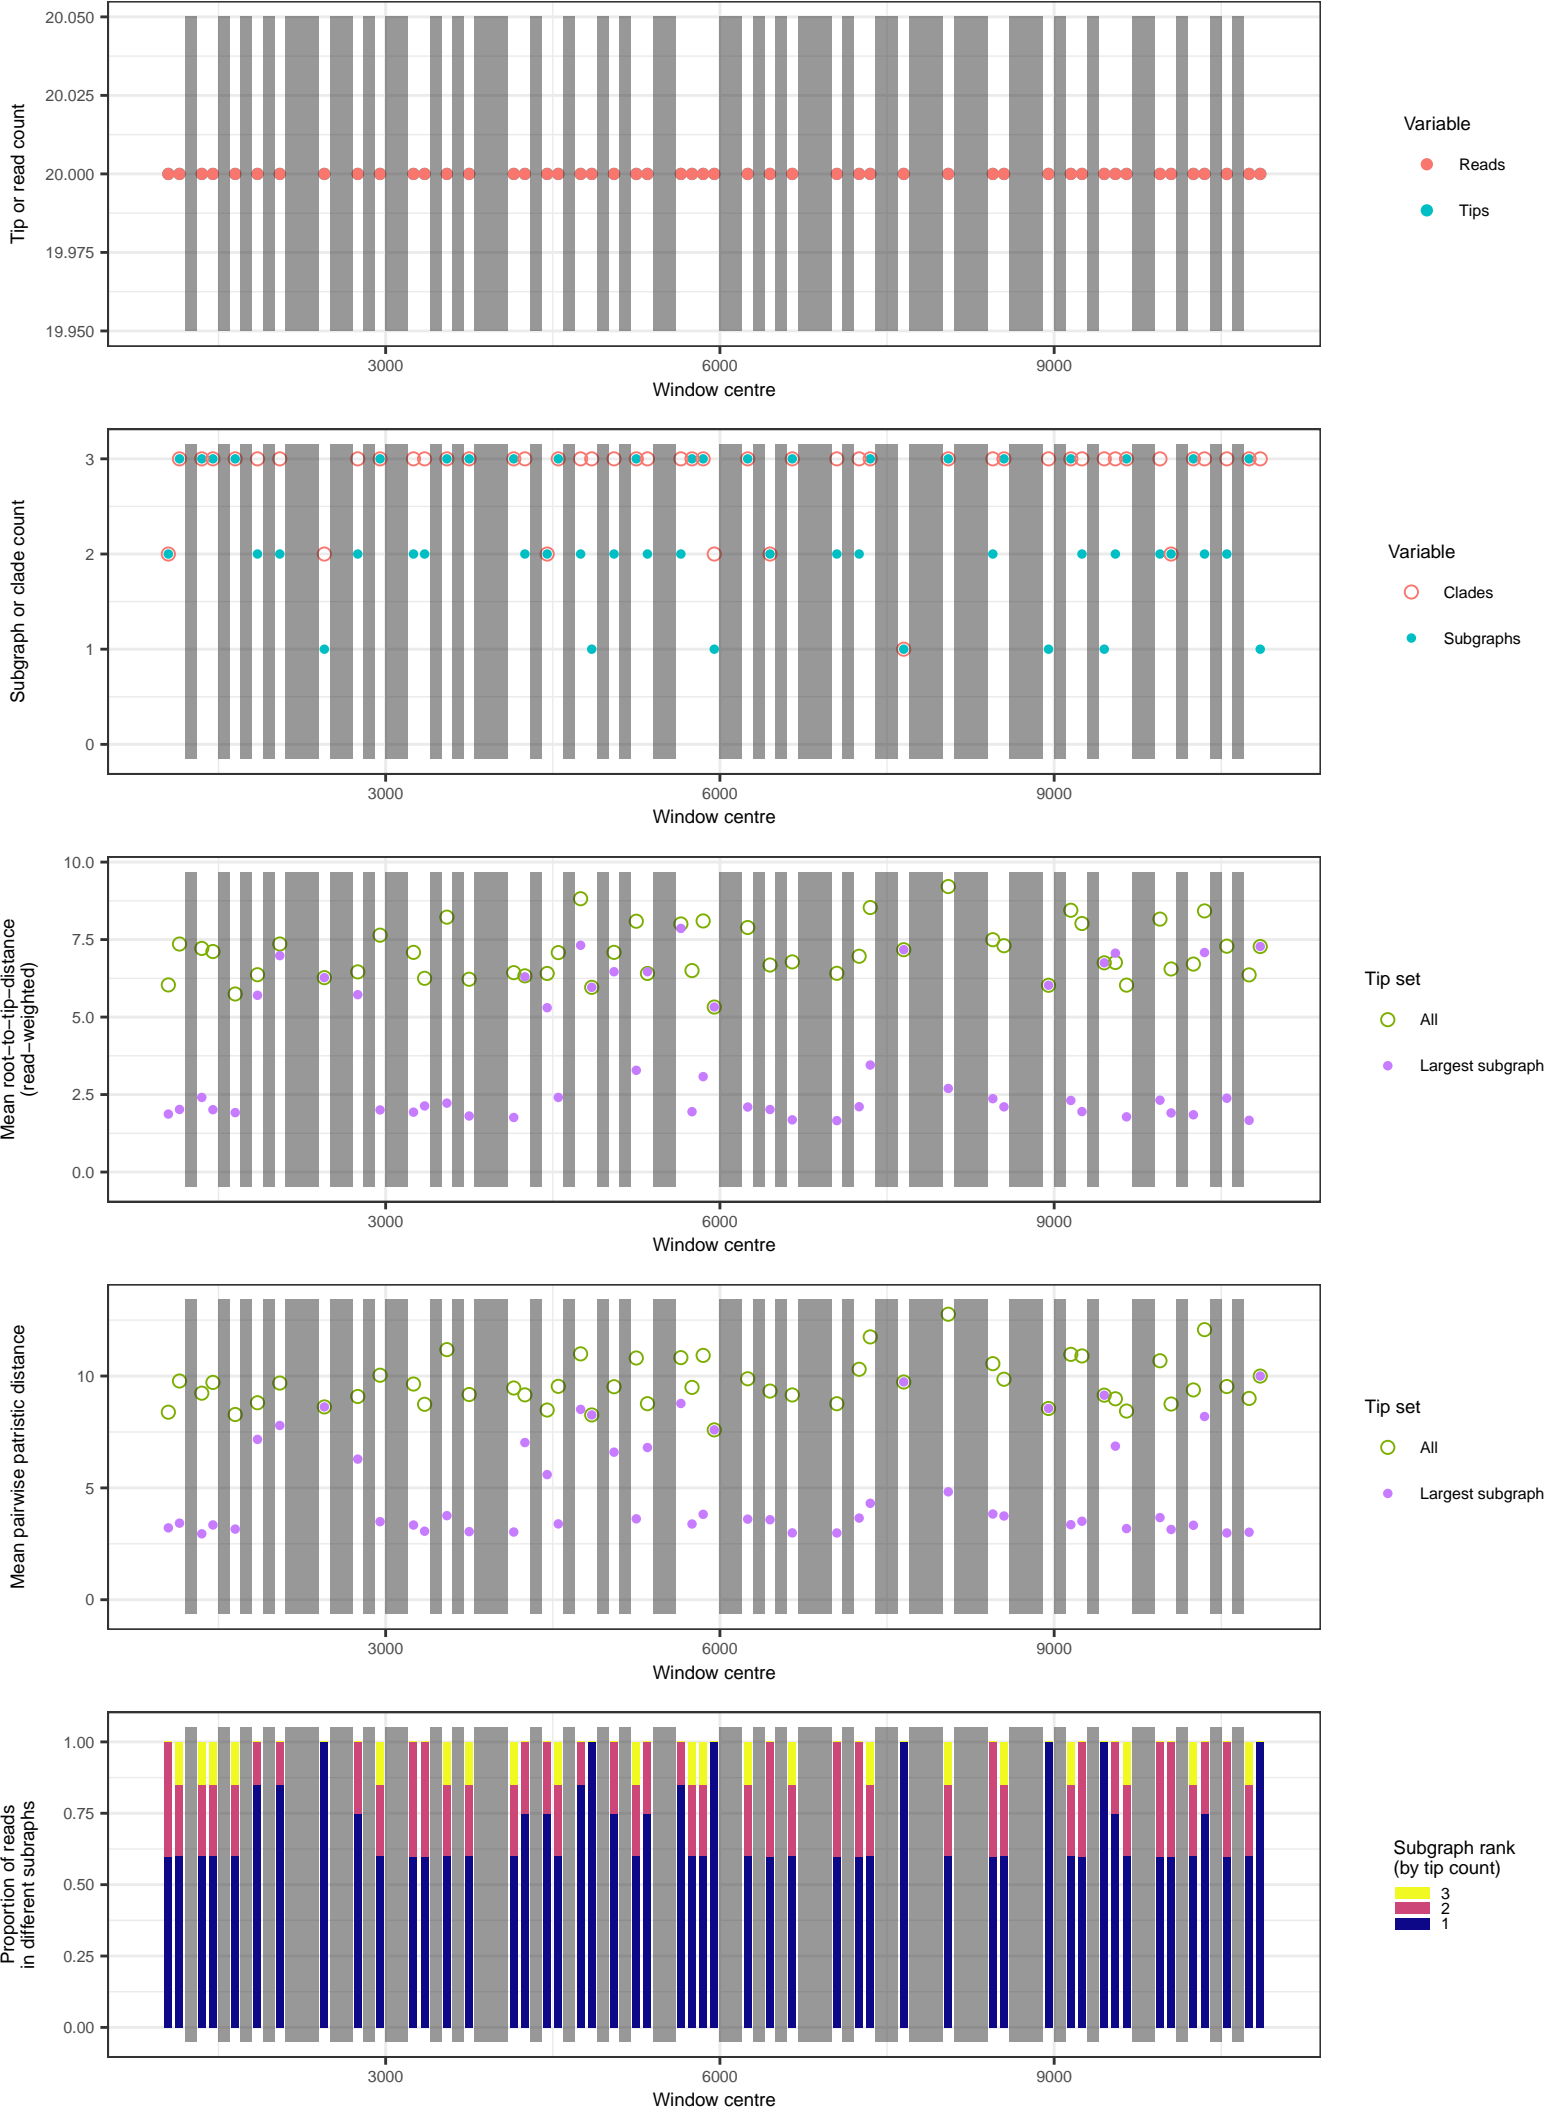 20.050
20.025
20.000
19.975
19.950
Tip or read count
3000
6000
9000
Window centre
Variable
Reads
Tips
3
2
1
0
Subgraph or clade count
3000
6000
9000
Window centre
Variable
Clades
Subgraphs
10.0
7.5
5.0
2.5
0.0
Mean root−to−tip−distance
(read−weighted)
3000
6000
9000
Window centre
Tip set
All
Largest subgraph
10
5
0
Mean pairwise patristic distance
3000
6000
9000
Window centre
Tip set
All
Largest subgraph
1.00
0.75
0.50
0.25
0.00
Proportion of reads
in different subraphs
3000
6000
9000
Window centre
Subgraph rank
(by tip count)
3
2
1